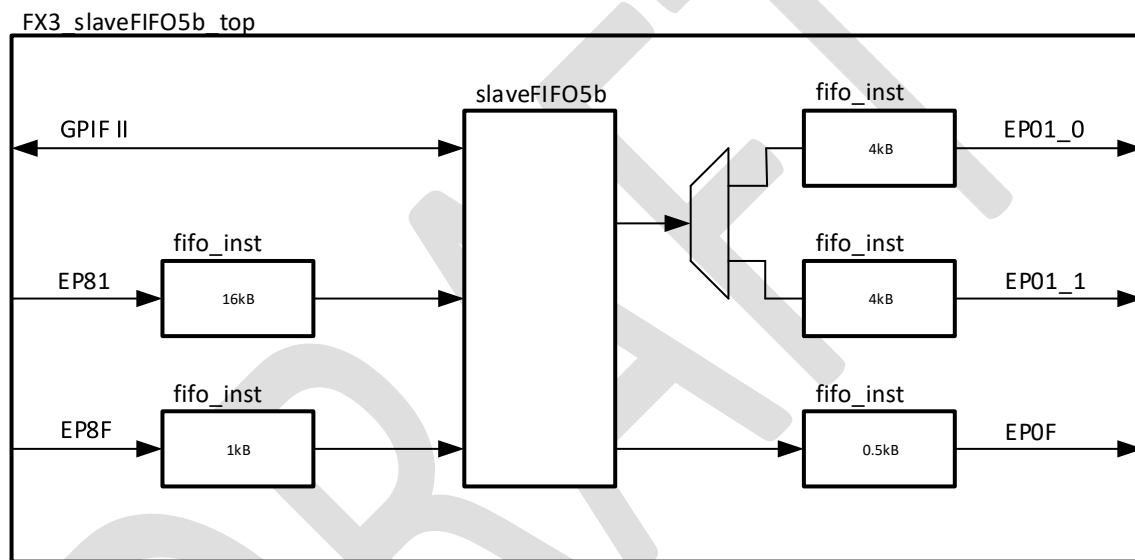 FX3_slaveFIFO5b_top
GPIF II
slaveFIFO5b
fifo_inst
4kB
EP01_0
fifo_inst
16kB
EP81
fifo_inst
4kB
EP01_1
fifo_inst
1kB
EP8F
fifo_inst
0.5kB
EP0F
DRAFT